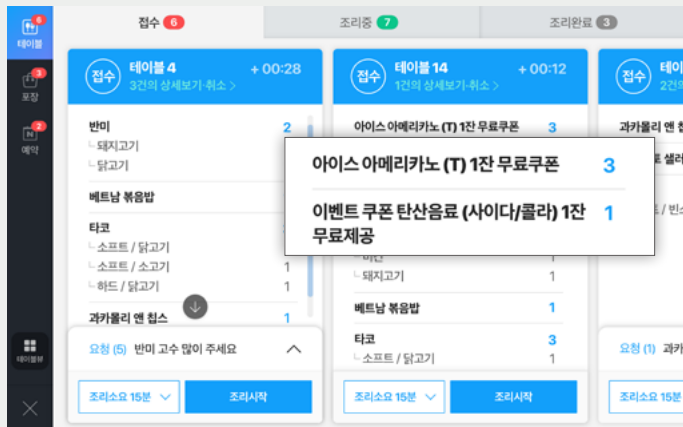 6
테이블
3
포장
2
N
예약
테이블뷰
접수 6
조리중 7
조리완료 3
접수
테이블 4
+ 00:28
3건의 상세보기·취소 >
반미 2
돼지고기
닭고기
베트남 볶음밥
타코
소프트 / 닭고기
소프트 / 소고기 1
하드 / 닭고기 1
과카몰리 앤 칩스 1
요청 (5) 반미 고수 많이 주세요
조리소요 15분
조리시작
접수
테이블 14
+ 00:12
1건의 상세보기·취소 >
아이스 아메리카노 (T) 1잔 무료쿠폰 3
아이스 아메리카노 (T) 1잔 무료쿠폰 3
이벤트 쿠폰 탄산음료 (사이다/콜라) 1잔 1
무료제공
돼지고기 1
베트남 볶음밥 1
타코 3
소프트 / 닭고기 1
조리소요 15분
조리시작
접수
2건의
과카몰리 앤
/ 빈
요청 (1) 과카
조리소요 15분